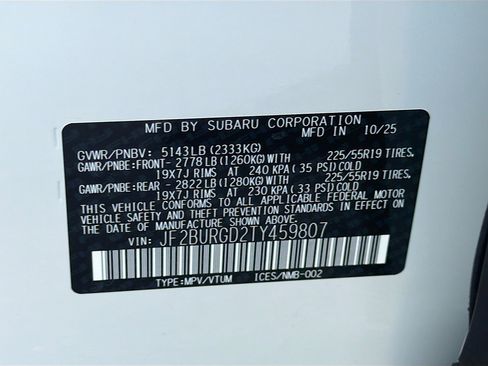 MFD BY SUBARU CORPORATION
MFD IN 10/25
GVWR/PNBV: 5143LB(2333KG)
GAWR/PNBE:FRONT- 2778LB(1260KG)WITH 225/55R19 TIRES.
19X7J RIMS AT 240 KPA( 35 PSI)COLD
GAWR/PNBE:REAR - 2822LB(1280KG)WITH 225/55R19 TIRES.
19X7J RIMS AT 230 KPA( 33 PSI)COLD
THIS VEHICLE CONFORMS TO ALL APPLICABLE FEDERAL MOTOR
VEHICLE SAFETY AND THEFT PREVENTION STANDARDS IN EFFECT ON
THE DATE OF MANUFACTURE SHOWN ABOVE.
VIN: JF2BURGD2TY459807
TYPE:MPV/VTUM ICES/NMB-002